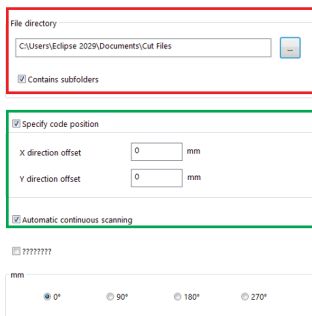 File directory
C:\Users\Eclipse 2029\Documents\Cut Files
...
Contains subfolders
Specify code position
X direction offset 0 mm
Y direction offset 0 mm
Automatic continuous scanning
????????
mm
0° 90° 180° 270°